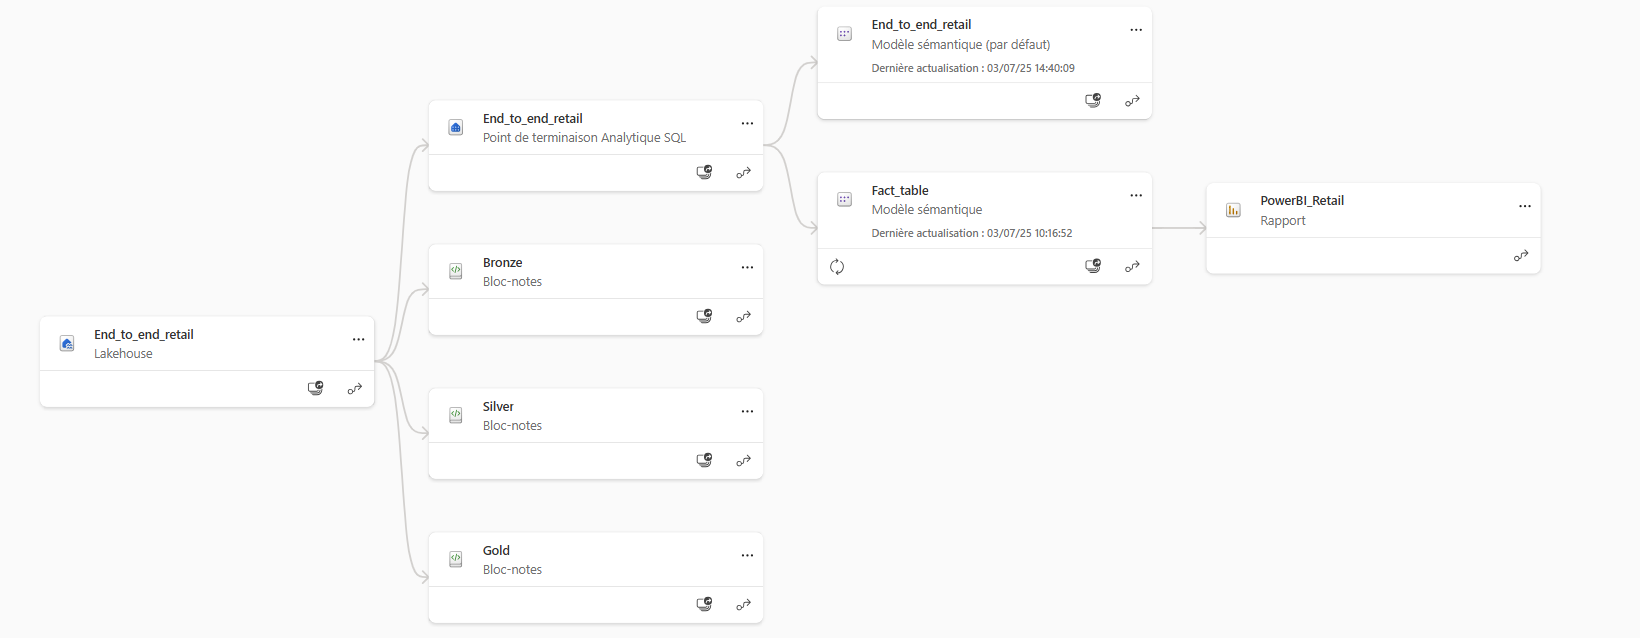 End_to_end_retail
Lakehouse
End_to_end_retail
Point de terminaison Analytique SQL
Bronze
Bloc-notes
Silver
Bloc-notes
Gold
Bloc-notes
End_to_end_retail
Modèle sémantique (par défaut)
Dernière actualisation : 03/07/25 14:40:09
Fact_table
Modèle sémantique
Dernière actualisation : 03/07/25 10:16:52
PowerBI_Retail
Rapport